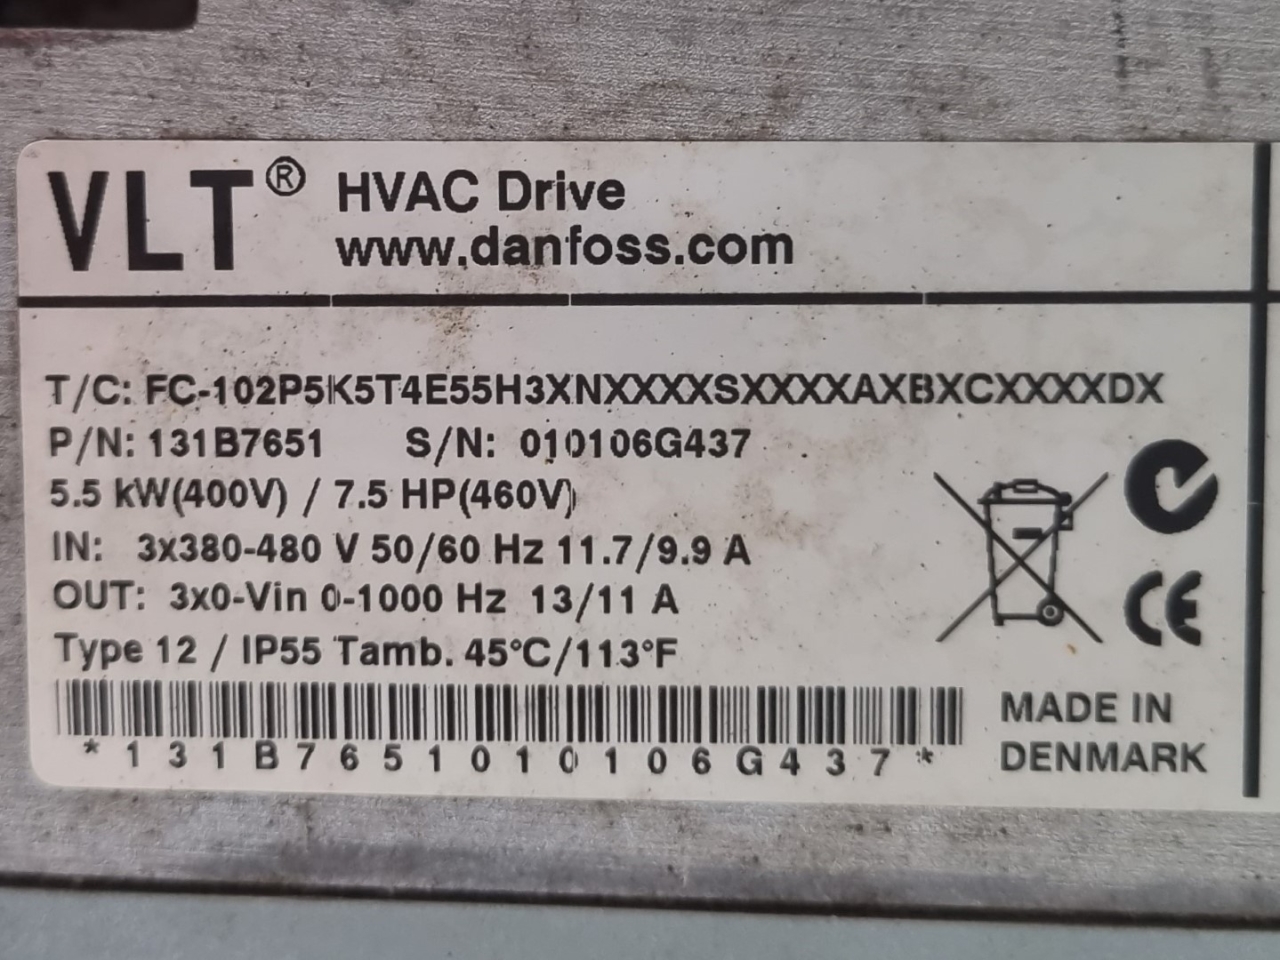 VLT® HVAC Drive
www.danfoss.com
T/C: FC-102P5K5T4E55H3XNXXXXSXXXXAXBXCXXXXDX
P/N: 131B7651 S/N: 010106G437
5.5 kW(400V) / 7.5 HP(460V)
IN: 3x380-480 V 50/60 Hz 11.7/9.9 A
OUT: 3x0-Vin 0-1000 Hz 13/11 A
Type 12 / IP55 Tamb. 45°C/113°F
*131B7651010106G437*
CE
MADE IN
DENMARK